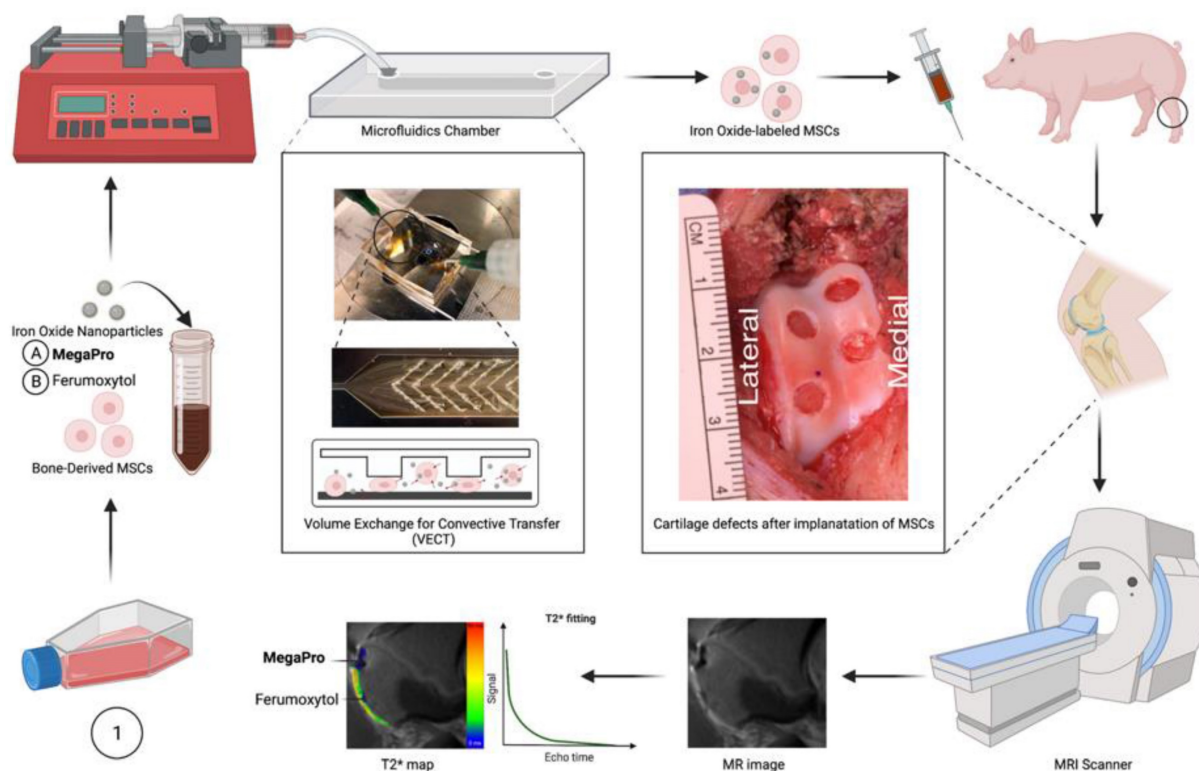 Microfluidics Chamber
Iron Oxide-labeled MSCs
Iron Oxide Nanoparticles
A MegaPro
B Ferumoxytol
Bone-Derived MSCs
Volume Exchange for Convective Transfer
(VECT)
CM
1
2
3
4
Lateral
Medial
Cartilage defects after implanatation of MSCs
1
MegaPro
Ferumoxytol
0 ms
T2* map
T2* fitting
Signal
Echo time
MR image
MRI Scanner